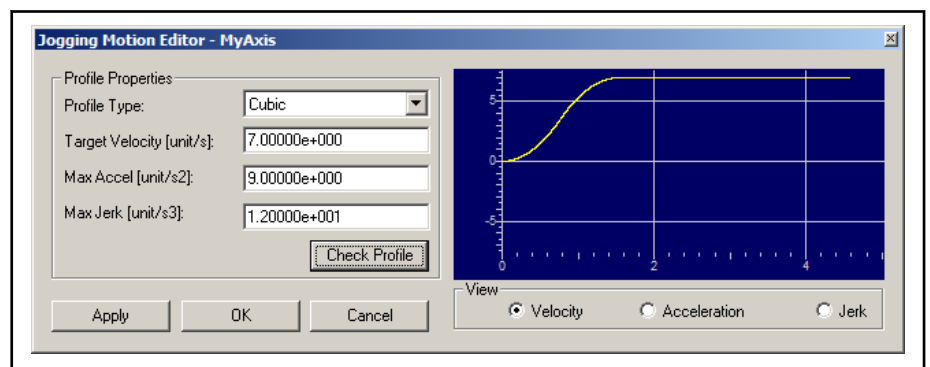 Jogging Motion Editor - MyAxis
Profile Properties
Profile Type:
Cubic
Target Velocity [unit/s]:
7.00000e+000
Max Accel [unit/s2]:
9.00000e+000
Max Jerk [unit/s3]:
1.20000e+001
Check Profile
Apply
OK
Cancel
5
0
-5
0
2
4
View
Velocity
Acceleration
Jerk